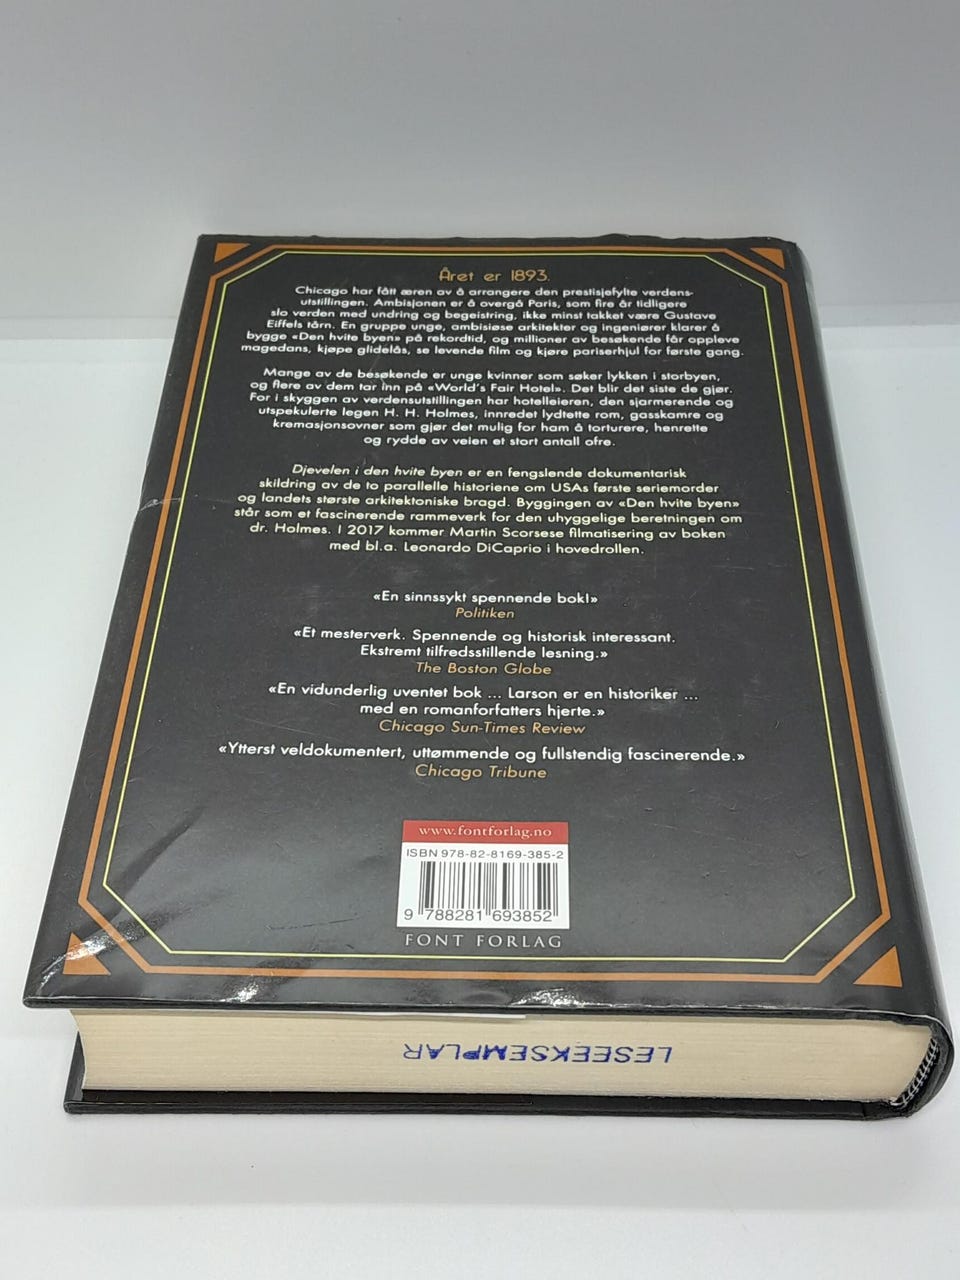 Året er 1893.
Chicago har fått æren av å arrangere den prestisjefylte verdens-
utstillingen. Ambisjonen er å overgå Paris, som fire år tidligere
slo verden med undring og begeistring, ikke minst takket være Gustave
Eiffels tårn. En gruppe unge, ambisiøse arkitekter og ingeniører klarer å
bygge «Den hvite byen» på rekordtid, og millioner av besøkende får oppleve
magedans, kjøpe glidelås, se levende film og kjøre pariserhjul for første gang.
Mange av de besøkende er unge kvinner som søker lykken i storbyen,
og flere av dem tar inn på «World's Fair Hotel». Det blir det siste de gjør.
For i skyggen av verdensutstillingen har hotelleieren, den sjarmerende og
utspekulerte legen H. H. Holmes, innredet lydtette rom, gasskamre og
kremasjonsovner som gjør det mulig for ham å torturere, henrette
og rydde av veien et stort antall ofre.
Djevelen i den hvite byen er en fengslende dokumentarisk
skildring av de to parallelle historiene om USAs første seriemorder
og landets største arkitektoniske bragd. Byggingen av «Den hvite byen»
står som et fascinerende rammeverk for den uhyggelige beretningen om
dr. Holmes. I 2017 kommer Martin Scorsese filmatisering av boken
med bl.a. Leonardo DiCaprio i hovedrollen.
«En sinnssykt spennende bok!»
Politiken
«Et mesterverk. Spennende og historisk interessant.
Ekstremt tilfredsstillende lesning.»
The Boston Globe
«En vidunderlig uventet bok ... Larson er en historiker ...
med en romanforfatters hjerte.»
Chicago Sun-Times Review
«Ytterst veldokumentert, uttømmende og fullstendig fascinerende.»
Chicago Tribune
www.fontforlag.no
ISBN 978-82-8169-385-2
9 788281 693852
FONT FORLAG
LESEEKSEMPLAR